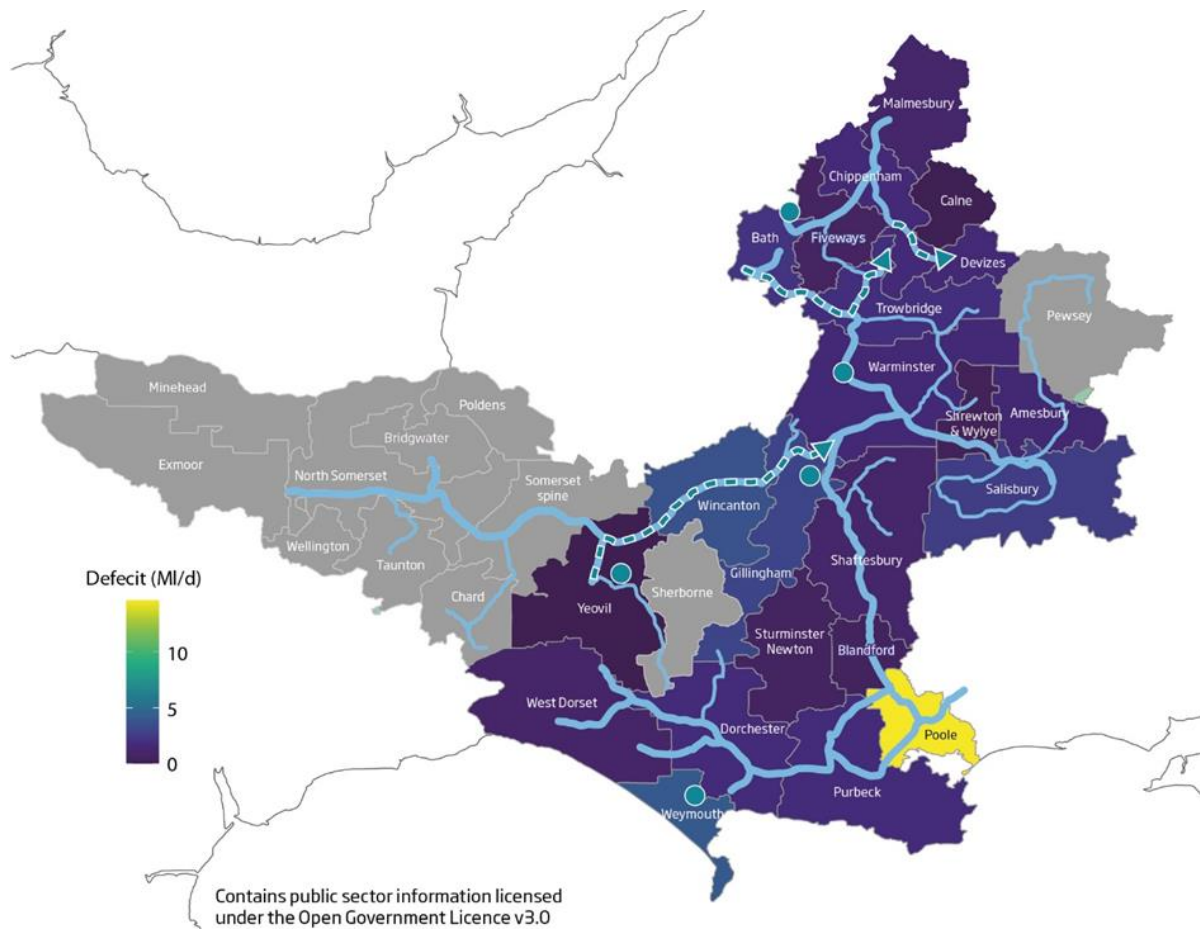 Malmesbury
Chippenham
Calne
Bath
Fiveways
Devizes
Trowbridge
Pewsey
Warminster
Shrewton
& Wylye
Amesbury
Salisbury
Minehead
Poldens
Bridgwater
Exmoor
North Somerset
Somerset
spine
Wincanton
Wellington
Taunton
Gillingham
Shaftesbury
Chard
Yeovil
Sherborne
Sturminster
Newton
Blandford
West Dorset
Dorchester
Poole
Purbeck
Weymouth
Defecit (Ml/d)
10
5
0
Contains public sector information licensed
under the Open Government Licence v3.0